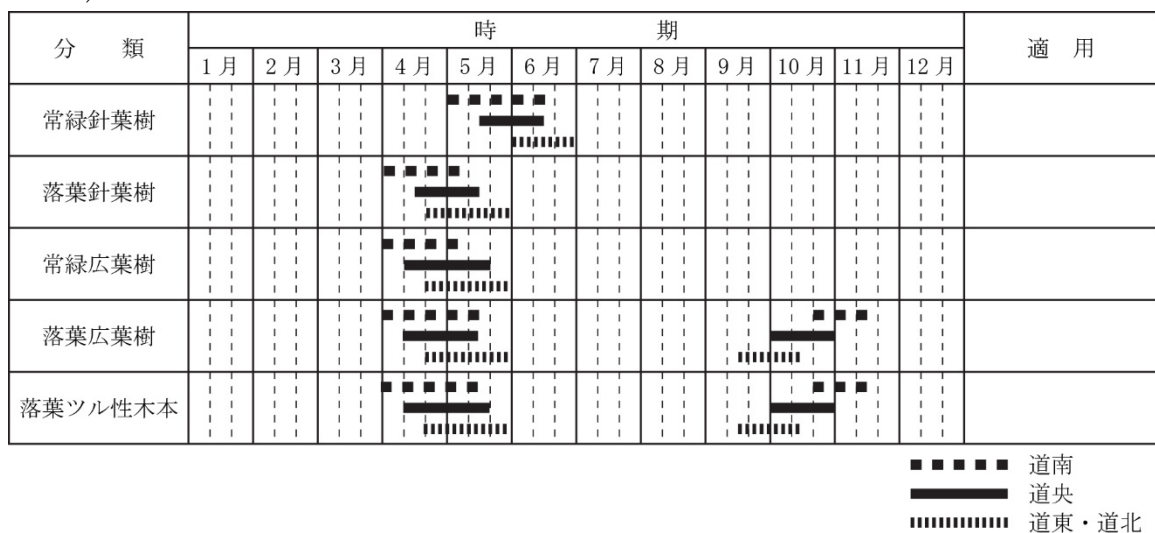 分　類
時　期
適　用
1月 2月 3月 4月 5月 6月 7月 8月 9月 10月 11月 12月
常緑針葉樹
落葉針葉樹
常緑広葉樹
落葉広葉樹
落葉ツル性木本
道南
道央
道東・道北